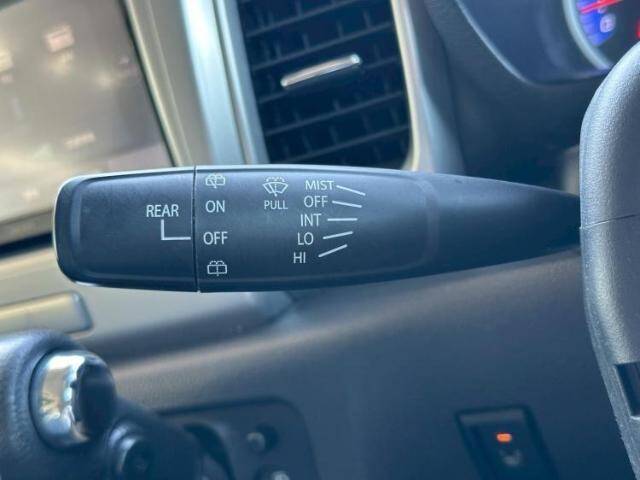 REAR
ON
OFF
PULL
MIST
OFF
INT
LO
HI